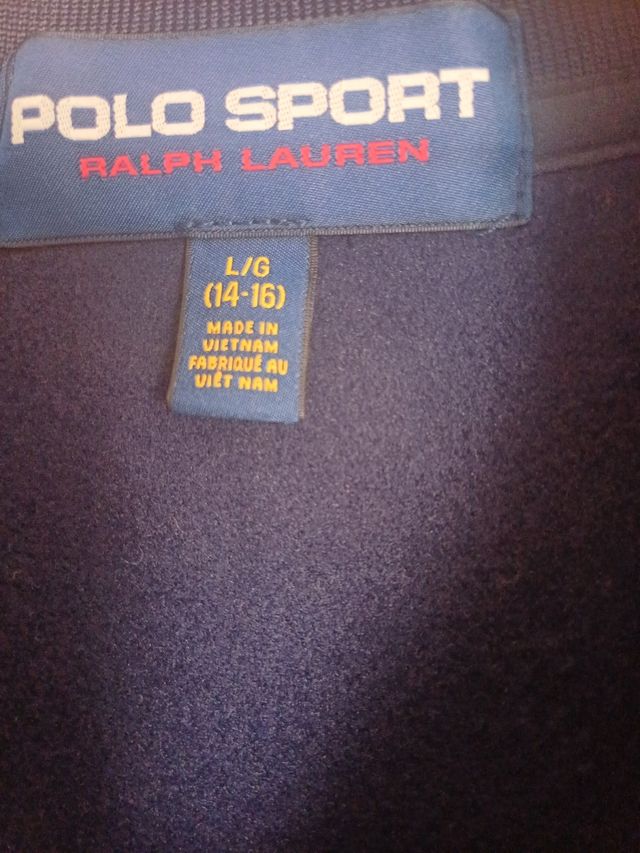 POLO SPORT
RALPH LAUREN
L/G
(14-16)
MADE IN
VIETNAM
FABRIQUÉ AU
VIÊT NAM